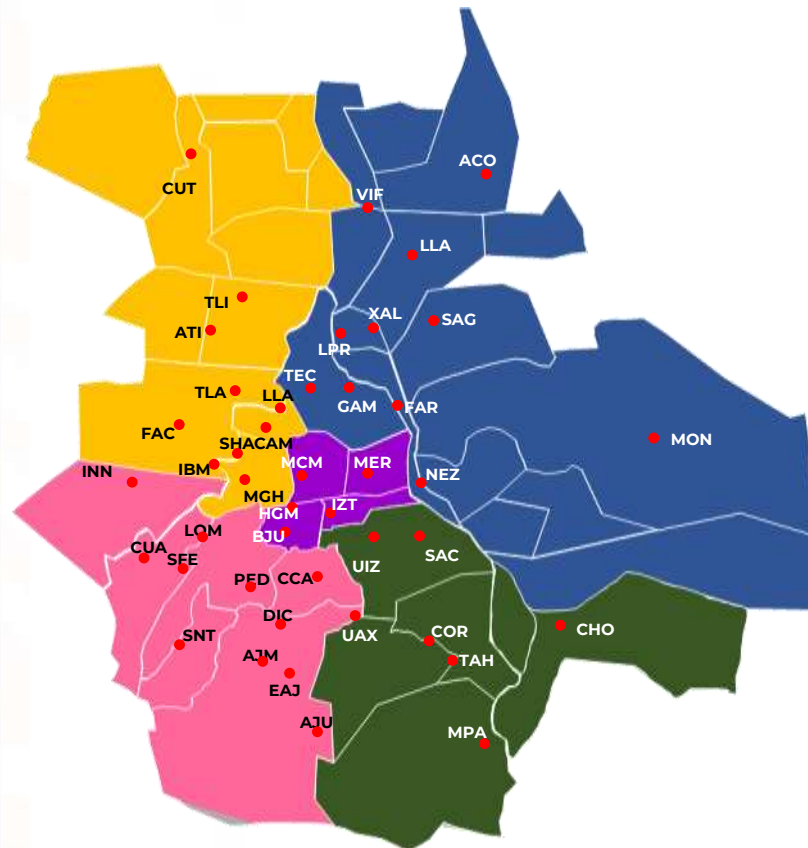 ACO
CUT
VIF
LLA
TLI
XAL
SAG
ATI
LPR
TEC
TLA
LLA
GAM
FAR
FAC
SHA
CAM
MON
IBM
MCM
MER
INN
NEZ
MGH
HGM
IZT
LOM
BJU
UIZ
SAC
CUA
SFE
PED
CCA
DIC
UAX
COR
CHO
SNT
AJM
TAH
EAJ
AJU
MPA